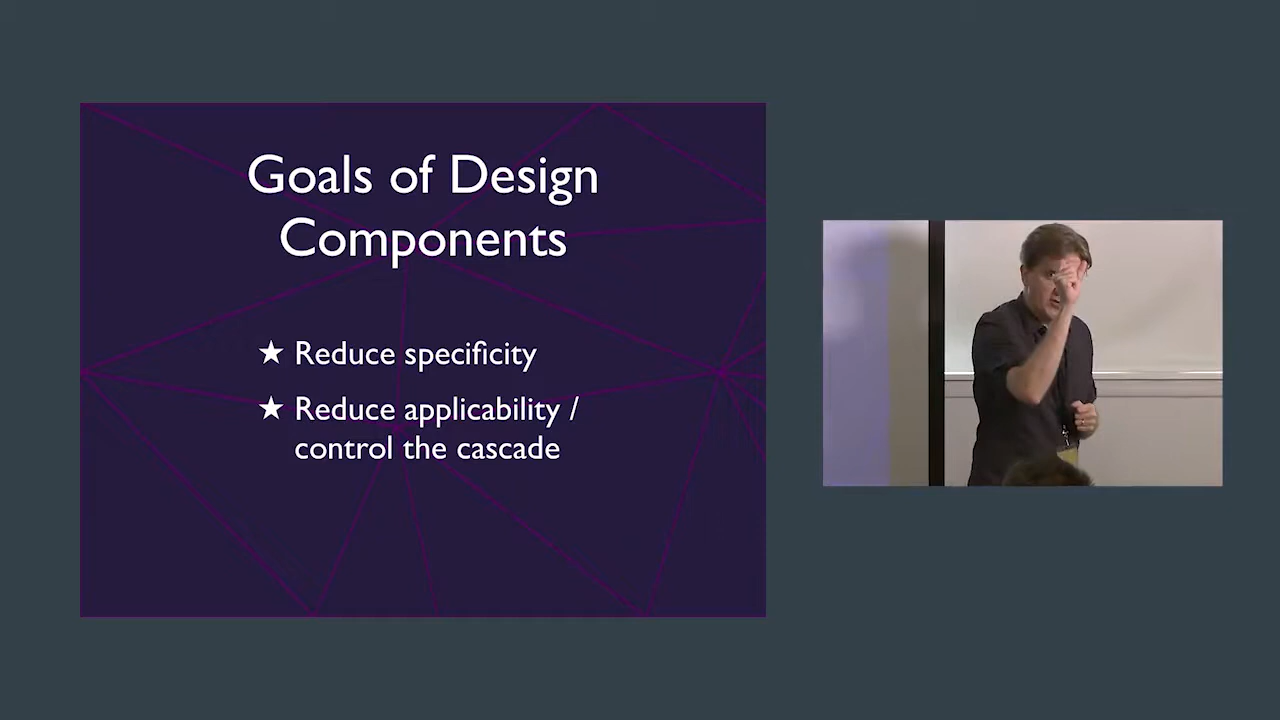 Goals of Design
Components
★ Reduce specificity
★ Reduce applicability /
control the cascade